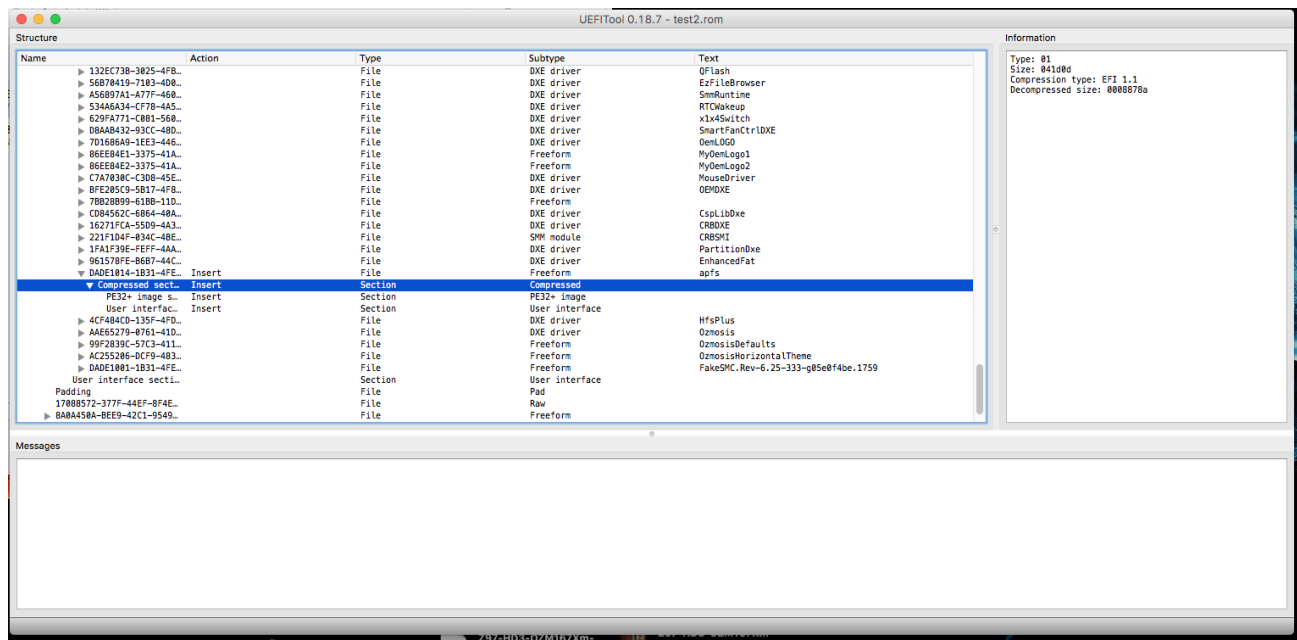 UEFITool 0.18.7 - test2.rom
Structure
Information
Name Action Type Subtype Text
132EC73B-3025-4FB… File DXE driver QFlash
56B70419-7103-4D0… File DXE driver EzFileBrowser
A56897A1-A77F-460… File DXE driver SmmRuntime
534A6A34-CF78-4A5… File DXE driver RTCWakeup
629FA771-C081-560… File DXE driver x1x4Switch
D8AAB432-93CC-48D… File DXE driver SmartFanCtrlDXE
7D1686A9-1EE3-446… File DXE driver OemLOGO
86EE84E1-3375-41A… File Freeform MyOemLogo1
86EE84E2-3375-41A… File Freeform MyOemLogo2
C7A7030C-C3D8-45E… File DXE driver MouseDriver
BFE205C9-5B17-4F8… File DXE driver OEMDXE
7BB28B99-61BB-11D… File Freeform
CD84562C-6864-40A… File DXE driver CspLibDxe
16271FCA-55D9-4A3… File DXE driver CRBDXE
221F1D4F-034C-4BE… File SMM module CRBSMI
1FA1F39E-FEFF-4AA… File DXE driver PartitionDxe
961578FE-B6B7-44C… File DXE driver EnhancedFat
DADE1014-1B31-4FE… Insert File Freeform apfs
Compressed sect… Insert Section Compressed
PE32+ image s… Insert Section PE32+ image
User interfac… Insert Section User interface
4CF484CD-135F-4FD… File DXE driver HfsPlus
AAE65279-0761-41D… File DXE driver Ozmosis
99F2839C-57C3-411… File Freeform OzmosisDefaults
AC255206-DCF9-483… File Freeform OzmosisHorizontalTheme
DADE1001-1B31-4FE… File Freeform FakeSMC.Rev-6.25-333-g05e0f4be.1759
User interface secti… Section User interface
Padding File Pad
17088572-377F-44EF-8F4E… File Raw
8A0A450A-BEE9-42C1-9549… File Freeform
Type: 01
Size: 041d0d
Compression type: EFI 1.1
Decompressed size: 0008878a
Messages